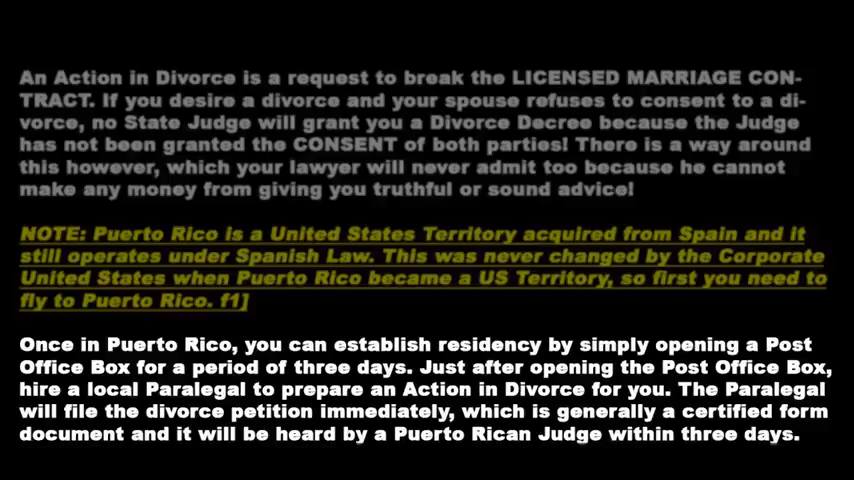 An Action in Divorce is a request to break the LICENSED MARRIAGE CON-
TRACT. If you desire a divorce and your spouse refuses to consent to a di-
vorce, no State Judge will grant you a Divorce Decree because the Judge
has not been granted the CONSENT of both parties! There is a way around
this however, which your lawyer will never admit too because he cannot
make any money from giving you truthful or sound advice!
NOTE: Puerto Rico is a United States Territory acquired from Spain and it
still operates under Spanish Law. This was never changed by the Corporate
United States when Puerto Rico became a US Territory, so first you need to
fly to Puerto Rico. f1]
Once in Puerto Rico, you can establish residency by simply opening a Post
Office Box for a period of three days. Just after opening the Post Office Box,
hire a local Paralegal to prepare an Action in Divorce for you. The Paralegal
will file the divorce petition immediately, which is generally a certified form
document and it will be heard by a Puerto Rican Judge within three days.